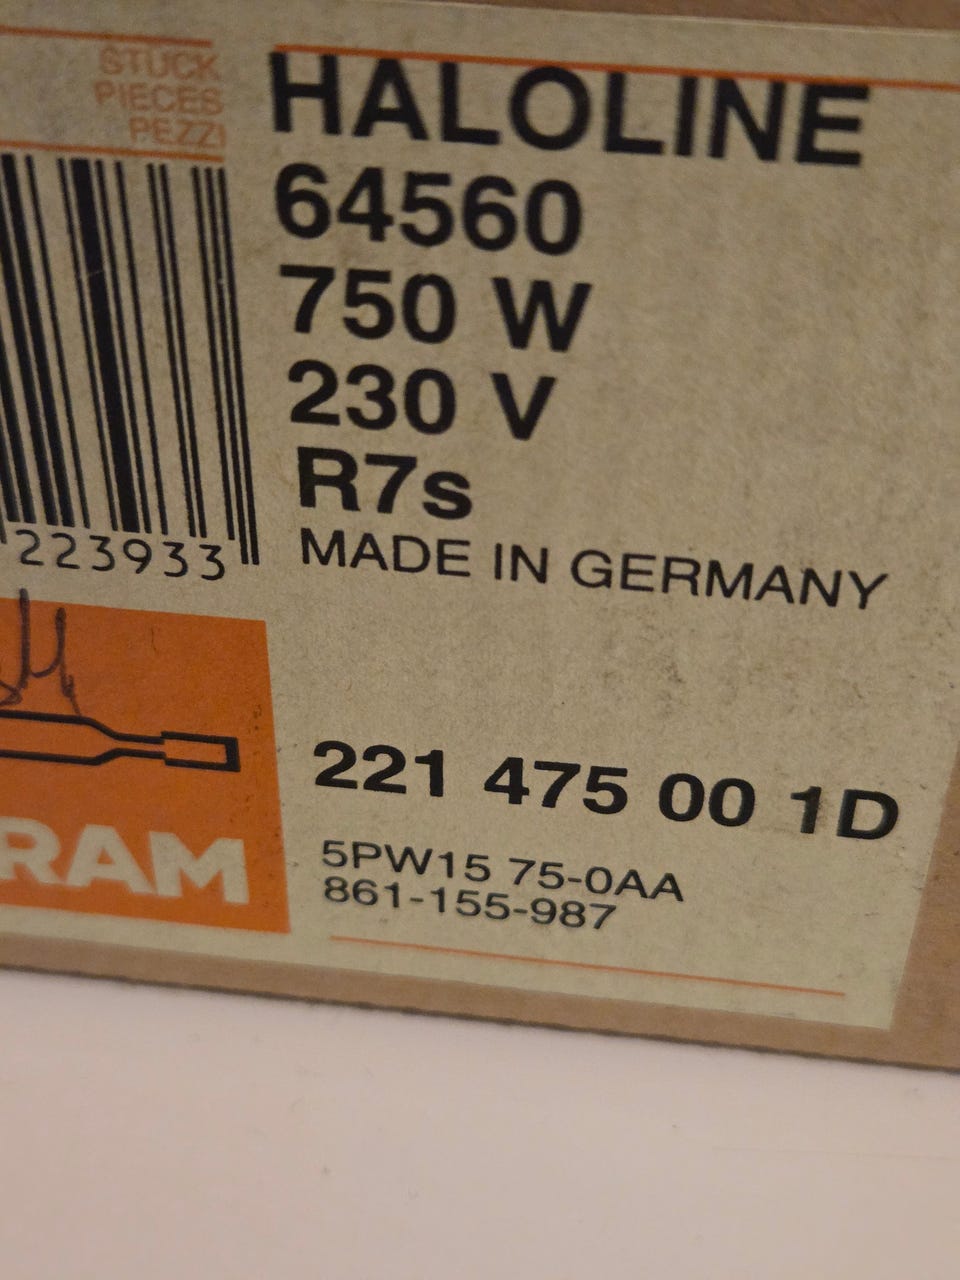 STÜCK
PIECES
PEZZI
HALOLINE
64560
750 W
230 V
R7s
MADE IN GERMANY
223933
221 475 00 1D
5PW15 75-0AA
861-155-987
RAM